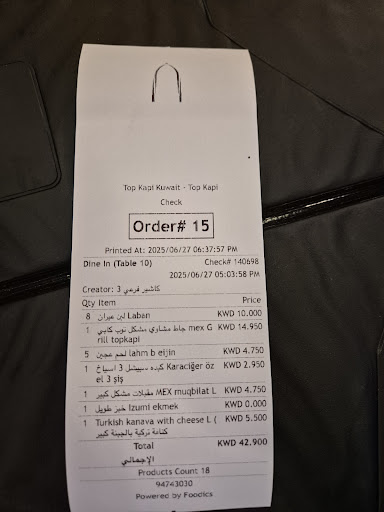 Top Kapi Kuwait - Top Kapi
Check
Order# 15
Printed At: 2025/06/27 06:37:57 PM
Dine In (Table 10) Check# 140698
2025/06/27 05:03:58 PM
Creator: كاشير فرعي 3
Qty Item Price
8 لبن عيران Laban KWD 10.000
1 جاط مشاوي مشكل توب كابي mex G KWD 14.950
rill topkapi
5 لحم عجين lahm b eijin KWD 4.750
1 كبده سبيشل 3 اسياخ Karaciğer öz KWD 2.950
el 3 şiş
1 مقبلات مشكل كبير MEX muqbilat L KWD 4.750
1 خبز طويل Izumi ekmek KWD 0.000
1 Turkish kanava with cheese L ( KWD 5.500
كنافة تركية بالجبنة كبير
Total KWD 42.900
الإجمالي
Products Count 18
94743030
Powered by Foodics